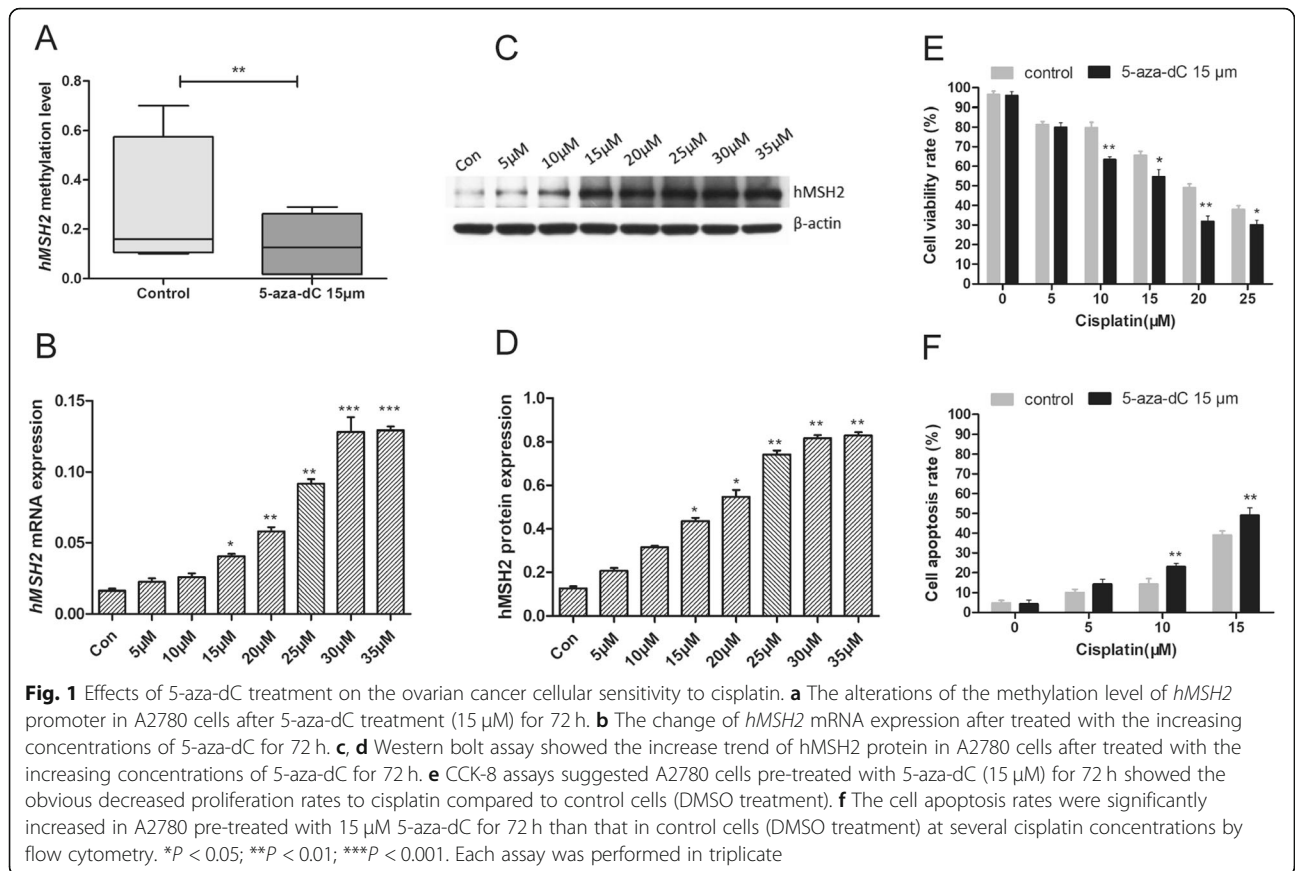 A
**
hMSH2 methylation level
0.8
0.6
0.4
0.2
0.0
Control
5-aza-dC 15μm
B
hMSH2 mRNA expression
0.15
0.10
0.05
0.00
*
**
**
***
***
Con
5μM
10μM
15μM
20μM
25μM
30μM
35μM
C
Con
5μM
10μM
15μM
20μM
25μM
30μM
35μM
hMSH2
β-actin
D
hMSH2 protein expression
1.0
0.8
0.6
0.4
0.2
0.0
*
*
**
**
**
Con
5μM
10μM
15μM
20μM
25μM
30μM
35μM
E
control
5-aza-dC 15 μm
Cell viability rate (%)
100
90
80
70
60
50
40
30
20
10
0
**
*
**
*
0
5
10
15
20
25
Cisplatin(μM)
F
control
5-aza-dC 15 μm
Cell apoptosis rate (%)
100
90
80
70
60
50
40
30
20
10
0
**
**
0
5
10
15
Cisplatin(μM)
Fig. 1 Effects of 5-aza-dC treatment on the ovarian cancer cellular sensitivity to cisplatin. a The alterations of the methylation level of hMSH2
promoter in A2780 cells after 5-aza-dC treatment (15 μM) for 72 h. b The change of hMSH2 mRNA expression after treated with the increasing
concentrations of 5-aza-dC for 72 h. c, d Western bolt assay showed the increase trend of hMSH2 protein in A2780 cells after treated with the
increasing concentrations of 5-aza-dC for 72 h. e CCK-8 assays suggested A2780 cells pre-treated with 5-aza-dC (15 μM) for 72 h showed the
obvious decreased proliferation rates to cisplatin compared to control cells (DMSO treatment). f The cell apoptosis rates were significantly
increased in A2780 pre-treated with 15 μM 5-aza-dC for 72 h than that in control cells (DMSO treatment) at several cisplatin concentrations by
flow cytometry. *P < 0.05; **P < 0.01; ***P < 0.001. Each assay was performed in triplicate